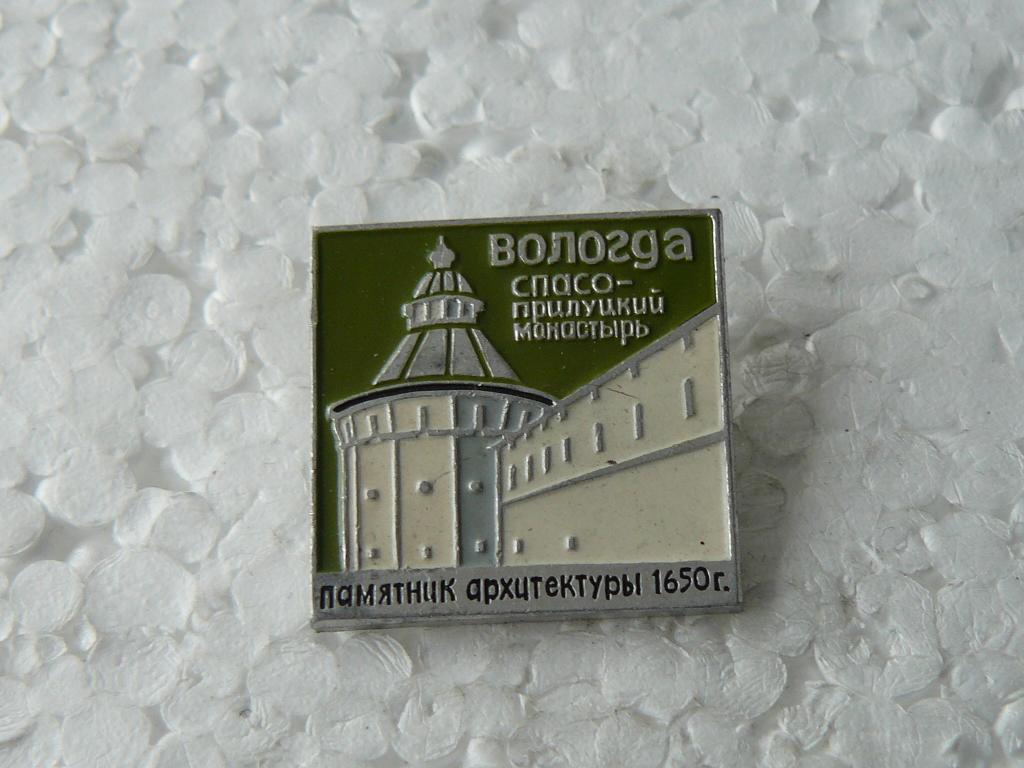 Вологда
спасо-
прилуцкий
монастырь
памятник архитектуры 1650г.